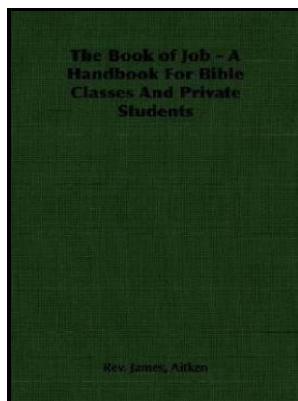 The Book of Job - A
Handbook For Bible
Classes And Private
Students
Rev. James, Aitken